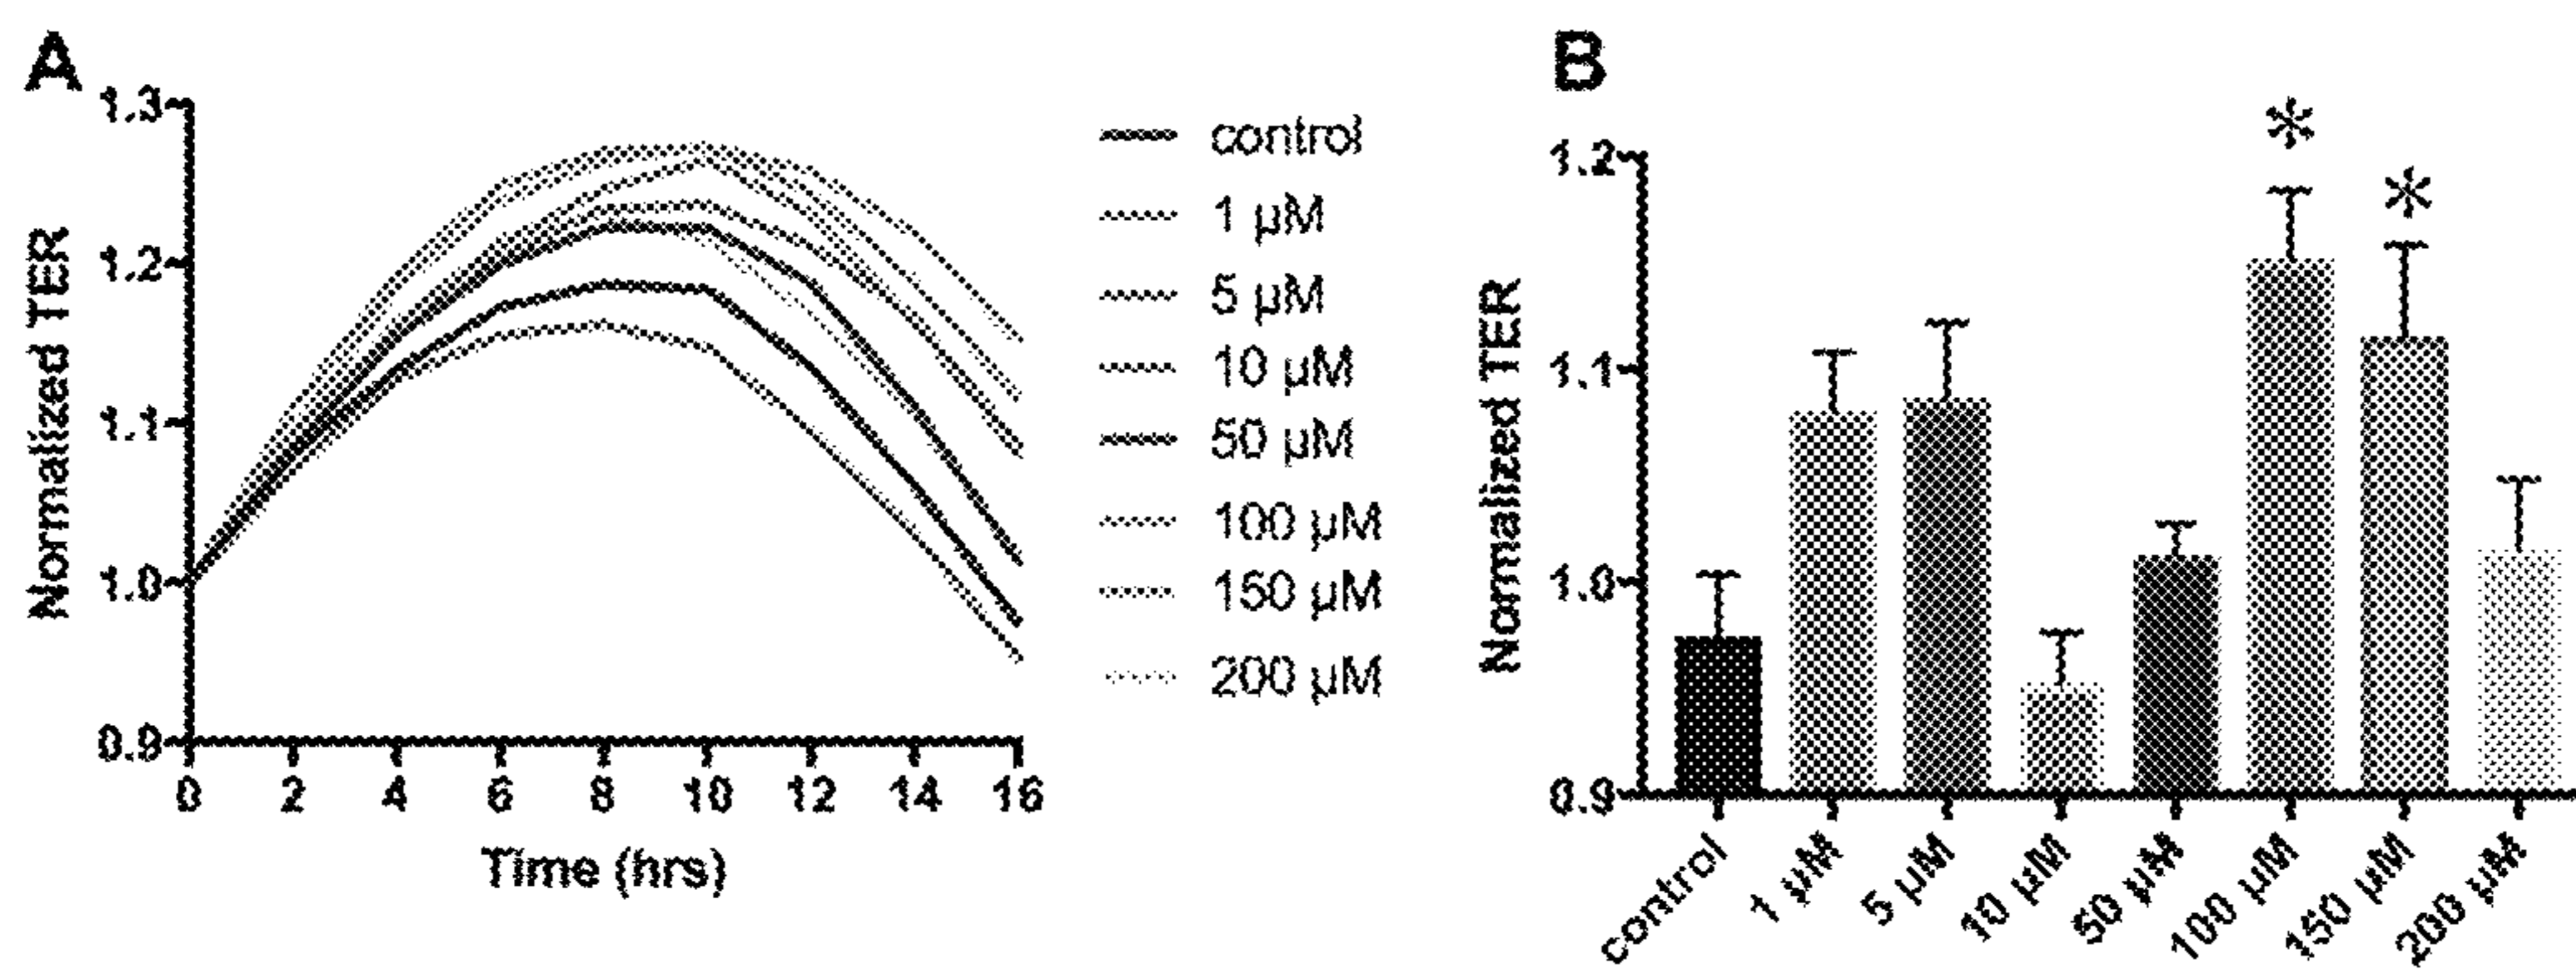 A
1.3
1.2
1.1
1.0
0.9
Normalized TER
0 2 4 6 8 10 12 14 16
Time (hrs)
control
1 µM
5 µM
10 µM
50 µM
100 µM
150 µM
200 µM
B
* *
1.2
1.1
1.0
0.9
Normalized TER
control 1 µM 5 µM 10 µM 50 µM 100 µM 150 µM 200 µM